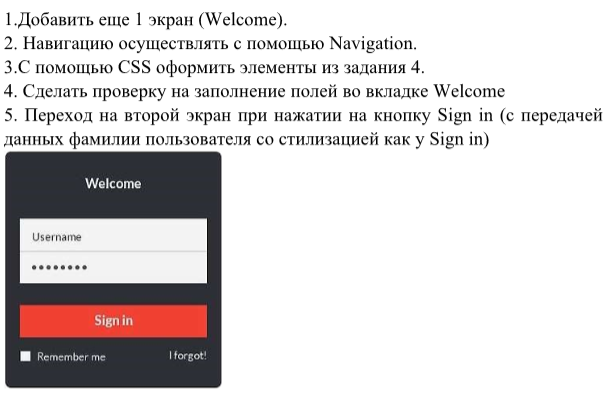 1.Добавить еще 1 экран (Welcome).
2. Навигацию осуществлять с помощью Navigation.
3.С помощью CSS оформить элементы из задания 4.
4. Сделать проверку на заполнение полей во вкладке Welcome
5. Переход на второй экран при нажатии на кнопку Sign in (с передачей
данных фамилии пользователя со стилизацией как у Sign in)
Welcome
Username
••••••••
Sign in
Remember me I forgot!